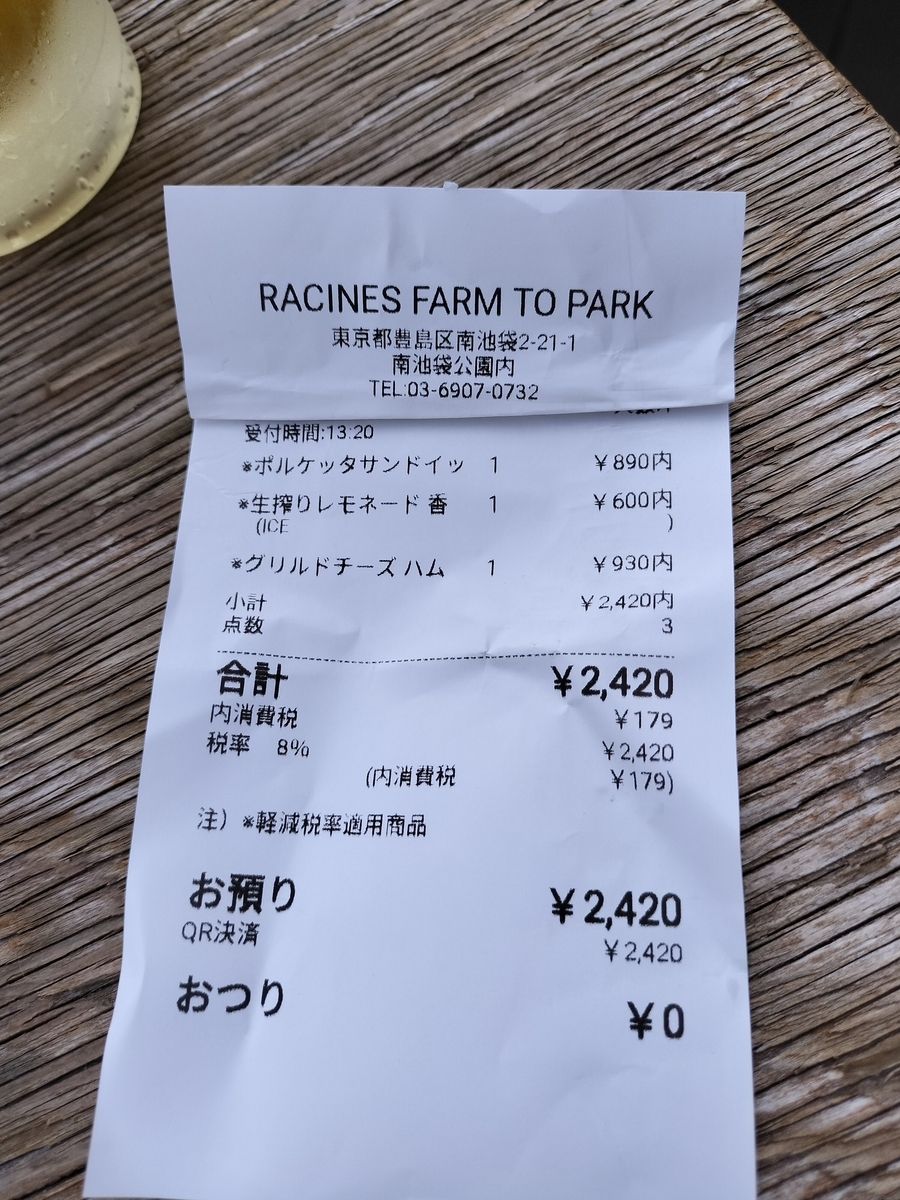 RACINES FARM TO PARK
東京都豊島区南池袋2-21-1
南池袋公園内
TEL:03-6907-0732
受付時間:13:20
※ポルケッタサンドイッ 1 ¥890内
※生搾りレモネード 香 1 ¥600内
(ICE )
※グリルドチーズハム 1 ¥930内
小計 ¥2,420内
点数 3
合計 ¥2,420
内消費税 ¥179
税率 8% ¥2,420
(内消費税 ¥179)
注)※軽減税率適用商品
お預り ¥2,420
QR決済 ¥2,420
おつり ¥0